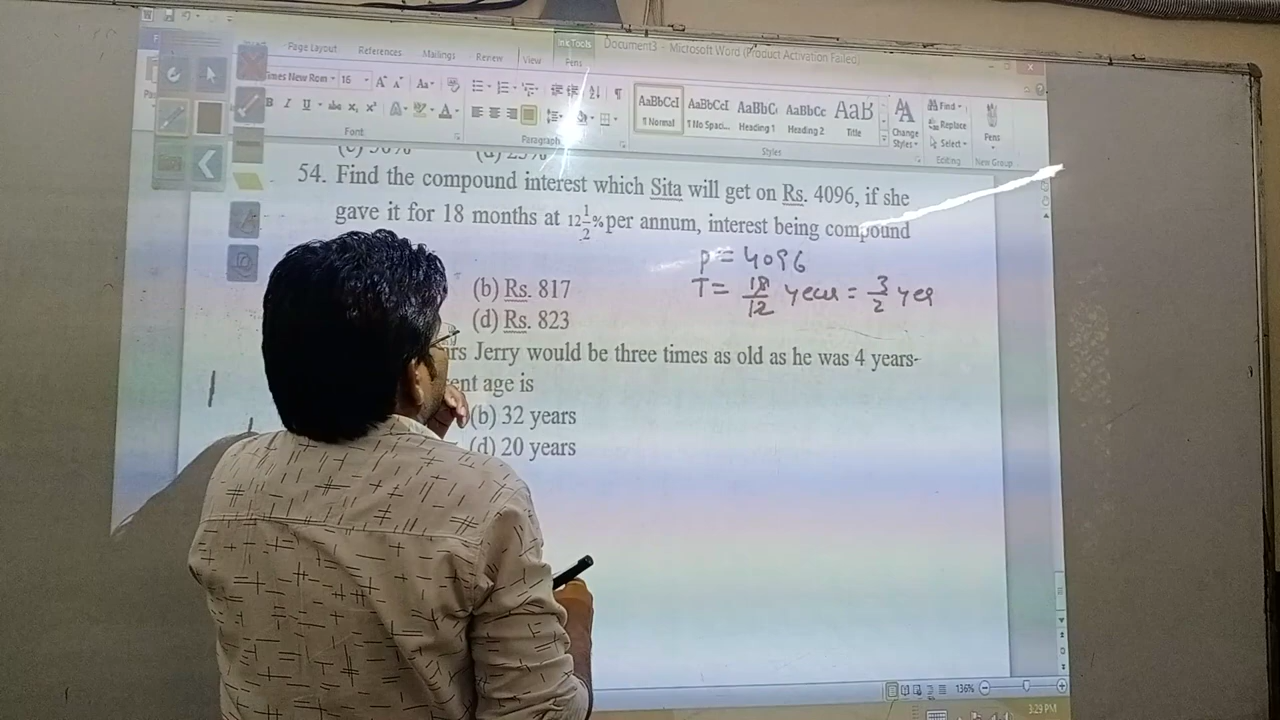 Document3 - Microsoft Word (Product Activation Failed)
Ink Tools
Page Layout References Mailings Review View Pens
Times New Rom 16
AaBbCcI AaBbCcI AaBbC AaBbCc AaB
¶ Normal ¶ No Spaci... Heading 1 Heading 2 Title
Change Styles
Find
Replace
Select
Pens
Font Paragraph Styles Editing New Group
54. Find the compound interest which Sita will get on Rs. 4096, if she
gave it for 18 months at 12 1/2 % per annum, interest being compound
P = 4096
T = 18/12 year = 3/2 yer
(b) Rs. 817
(d) Rs. 823
Jerry would be three times as old as he was 4 years-
age is
(b) 32 years
(d) 20 years
136%
3:29 PM